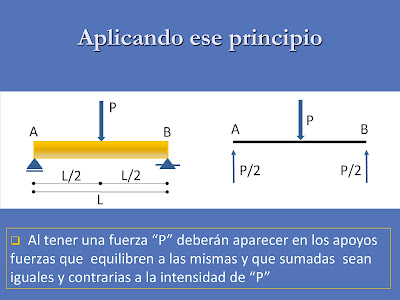 Aplicando ese principio
P
A
B
L/2
L/2
L
P
A
B
P/2
P/2
Al tener una fuerza “P” deberán aparecer en los apoyos
fuerzas que equilibren a las mismas y que sumadas sean
iguales y contrarias a la intensidad de “P”